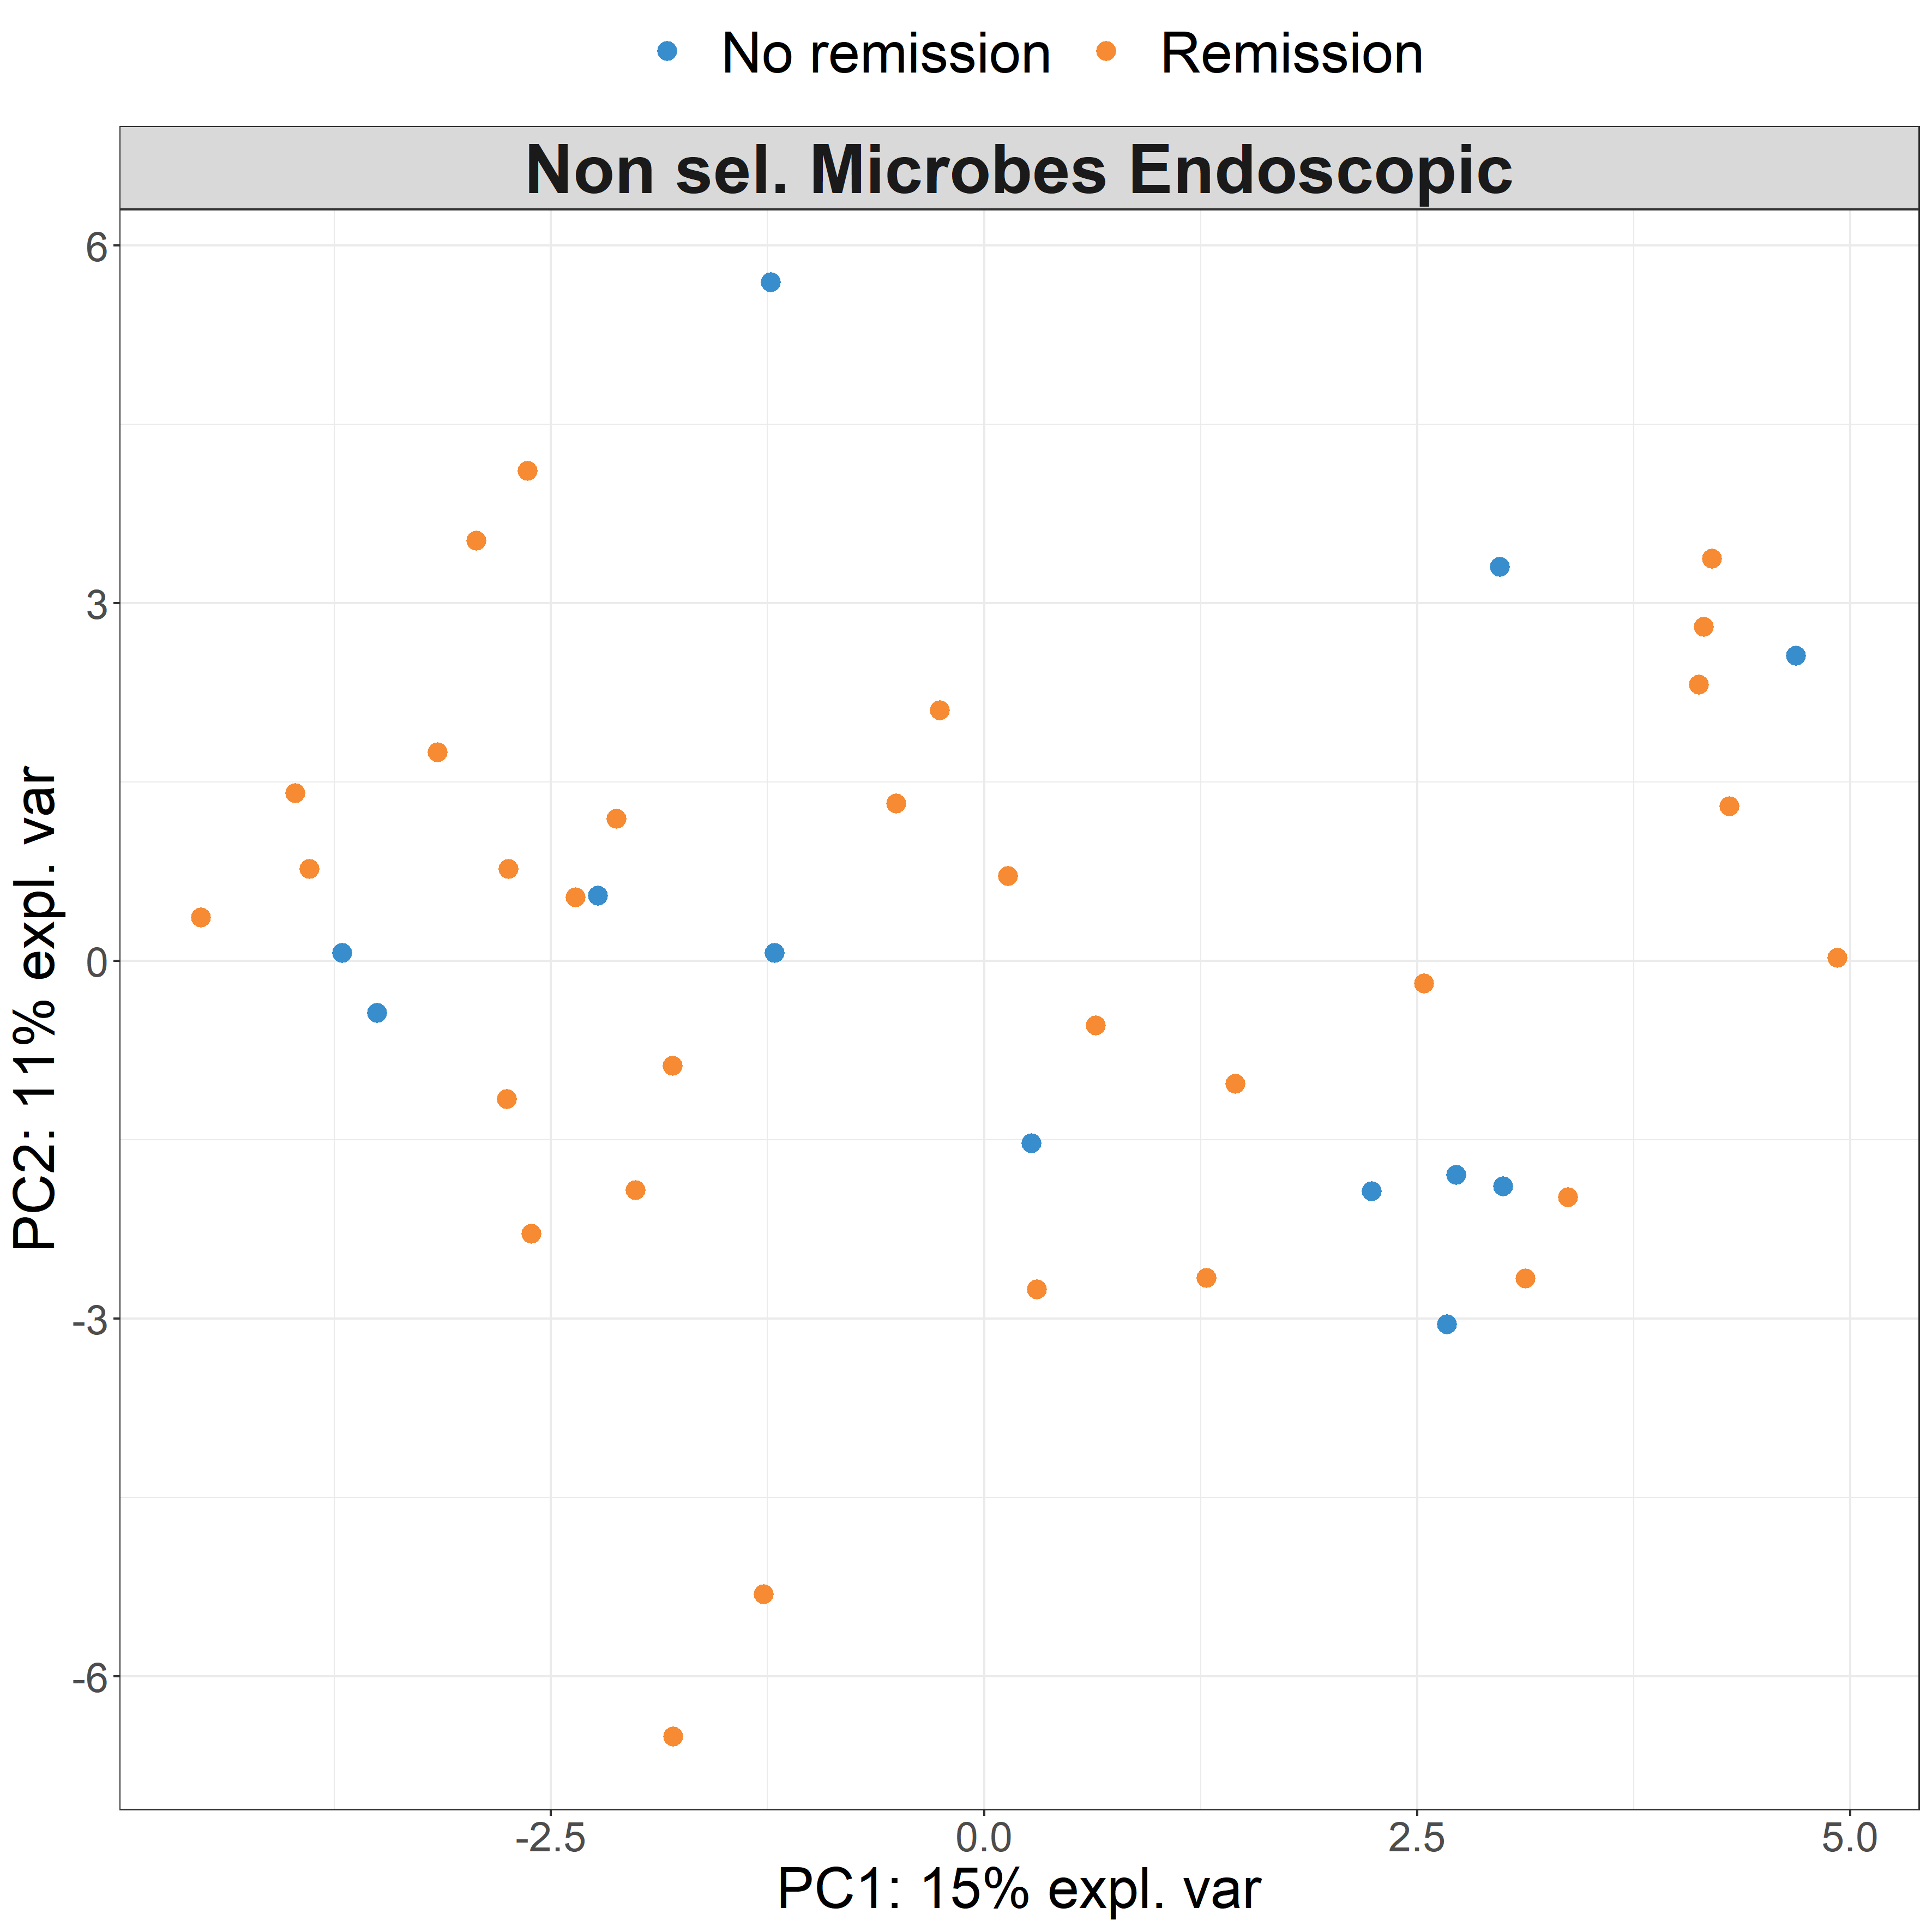 No remission Remission
Non sel. Microbes Endoscopic
6
3
0
-3
-6
PC2: 11% expl. var
-2.5 0.0 2.5 5.0
PC1: 15% expl. var